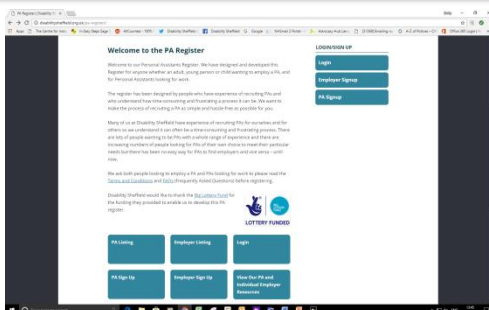 disabilitysheffield.org.uk/pa-register/
Welcome to the PA Register
Welcome to our Personal Assistants Register. We have designed and developed this
Register for anyone whether an adult, young person or child wanting to employ a PA, and
for Personal Assistants looking for work.
The register has been designed by people who have experience of recruiting PAs and
who understand how time consuming and frustrating a process it can be. We want to
make the process of recruiting a PA as simple and hassle free as possible for you.
Many of us at Disability Sheffield have experience of recruiting PAs for ourselves and for
others so we understand it can often be a time-consuming and frustrating process. There
are lots of people wanting to be PAs with a whole range of experience and there are
increasing numbers of people looking for PAs of their own choice to meet their particular
needs but there has been no easy way for PAs to find employers and vice versa – until
now.
We ask both people looking to employ a PA and PAs looking for work to please read the
Terms and Conditions and FAQs (Frequently Asked Questions) before registering.
Disability Sheffield would like to thank the Big Lottery Fund for
the funding they provided to enable us to develop this PA
register.
LOTTERY FUNDED
PA Listing
Employer Listing
Login
PA Sign Up
Employer Sign Up
View Our PA and
Individual Employer
Resources
LOGIN/SIGN UP
Login
Employer Signup
PA Signup